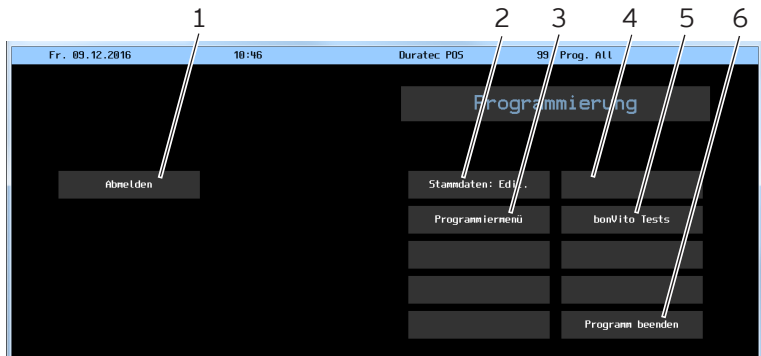 1 2 3 4 5 6
Fr. 09.12.2016 10:46 Duratec POS 99 Prog. All
Programmierung
Abmelden Stammdaten: Edit.
Programmiermenü bonVito Tests
Programm beenden